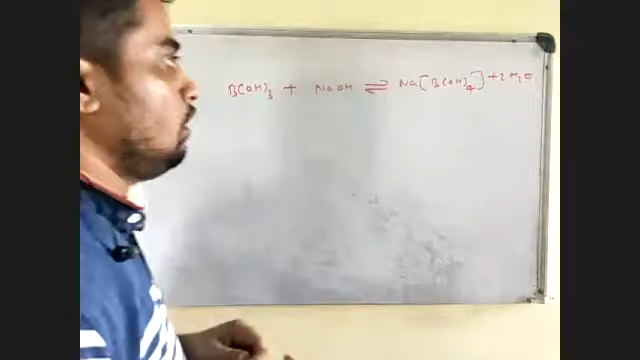 B(OH)₃ + NaOH ⇌ Na[B(OH)₄] + 2H₂O